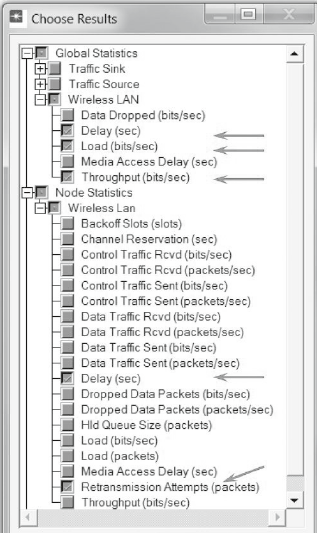 Choose Results
Global Statistics
Traffic Sink
Traffic Source
Wireless LAN
Data Dropped (bits/sec)
Delay (sec)
Load (bits/sec)
Media Access Delay (sec)
Throughput (bits/sec)
Node Statistics
Wireless Lan
Backoff Slots (slots)
Channel Reservation (sec)
Control Traffic Rcvd (bits/sec)
Control Traffic Rcvd (packets/sec)
Control Traffic Sent (bits/sec)
Control Traffic Sent (packets/sec)
Data Traffic Rcvd (bits/sec)
Data Traffic Rcvd (packets/sec)
Data Traffic Sent (bits/sec)
Data Traffic Sent (packets/sec)
Delay (sec)
Dropped Data Packets (bits/sec)
Dropped Data Packets (packets/sec)
Hld Queue Size (packets)
Load (bits/sec)
Load (packets)
Media Access Delay (sec)
Retransmission Attempts (packets)
Throughput (bits/sec)